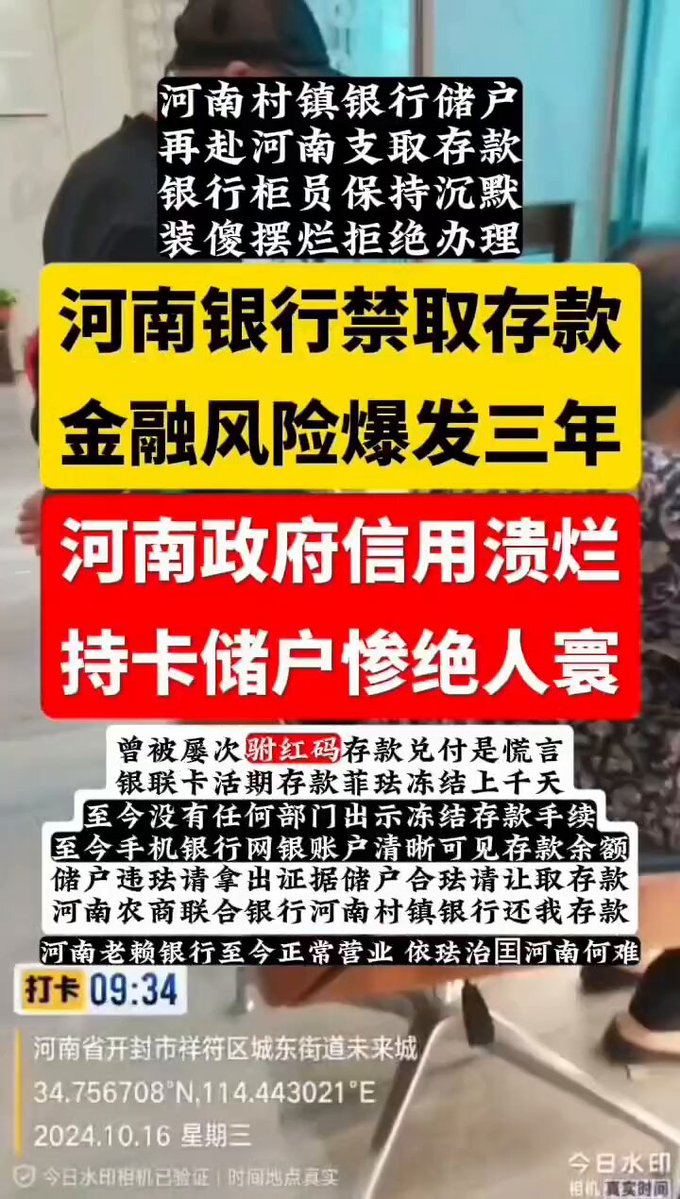 河南村镇银行储户
再赴河南支取存款
银行柜员保持沉默
装傻摆烂拒绝办理
河南银行禁取存款
金融风险爆发三年
河南政府信用溃烂
持卡储户惨绝人寰
曾被屡次驸红码存款兑付是慌言
银联卡活期存款菲珐冻结上千天
至今没有任何部门出示冻结存款手续
至今手机银行网银账户清晰可见存款余额
储户违珐请拿出证据储户合珐请让取存款
河南农商联合银行河南村镇银行还我存款
河南老赖银行至今正常营业 依珐治囯河南何难
打卡 09:34
河南省开封市祥符区城东街道未来城
34.756708°N,114.443021°E
2024.10.16 星期三
今日水印相机已验证 | 时间地点真实
今日水印
相机 真实时间